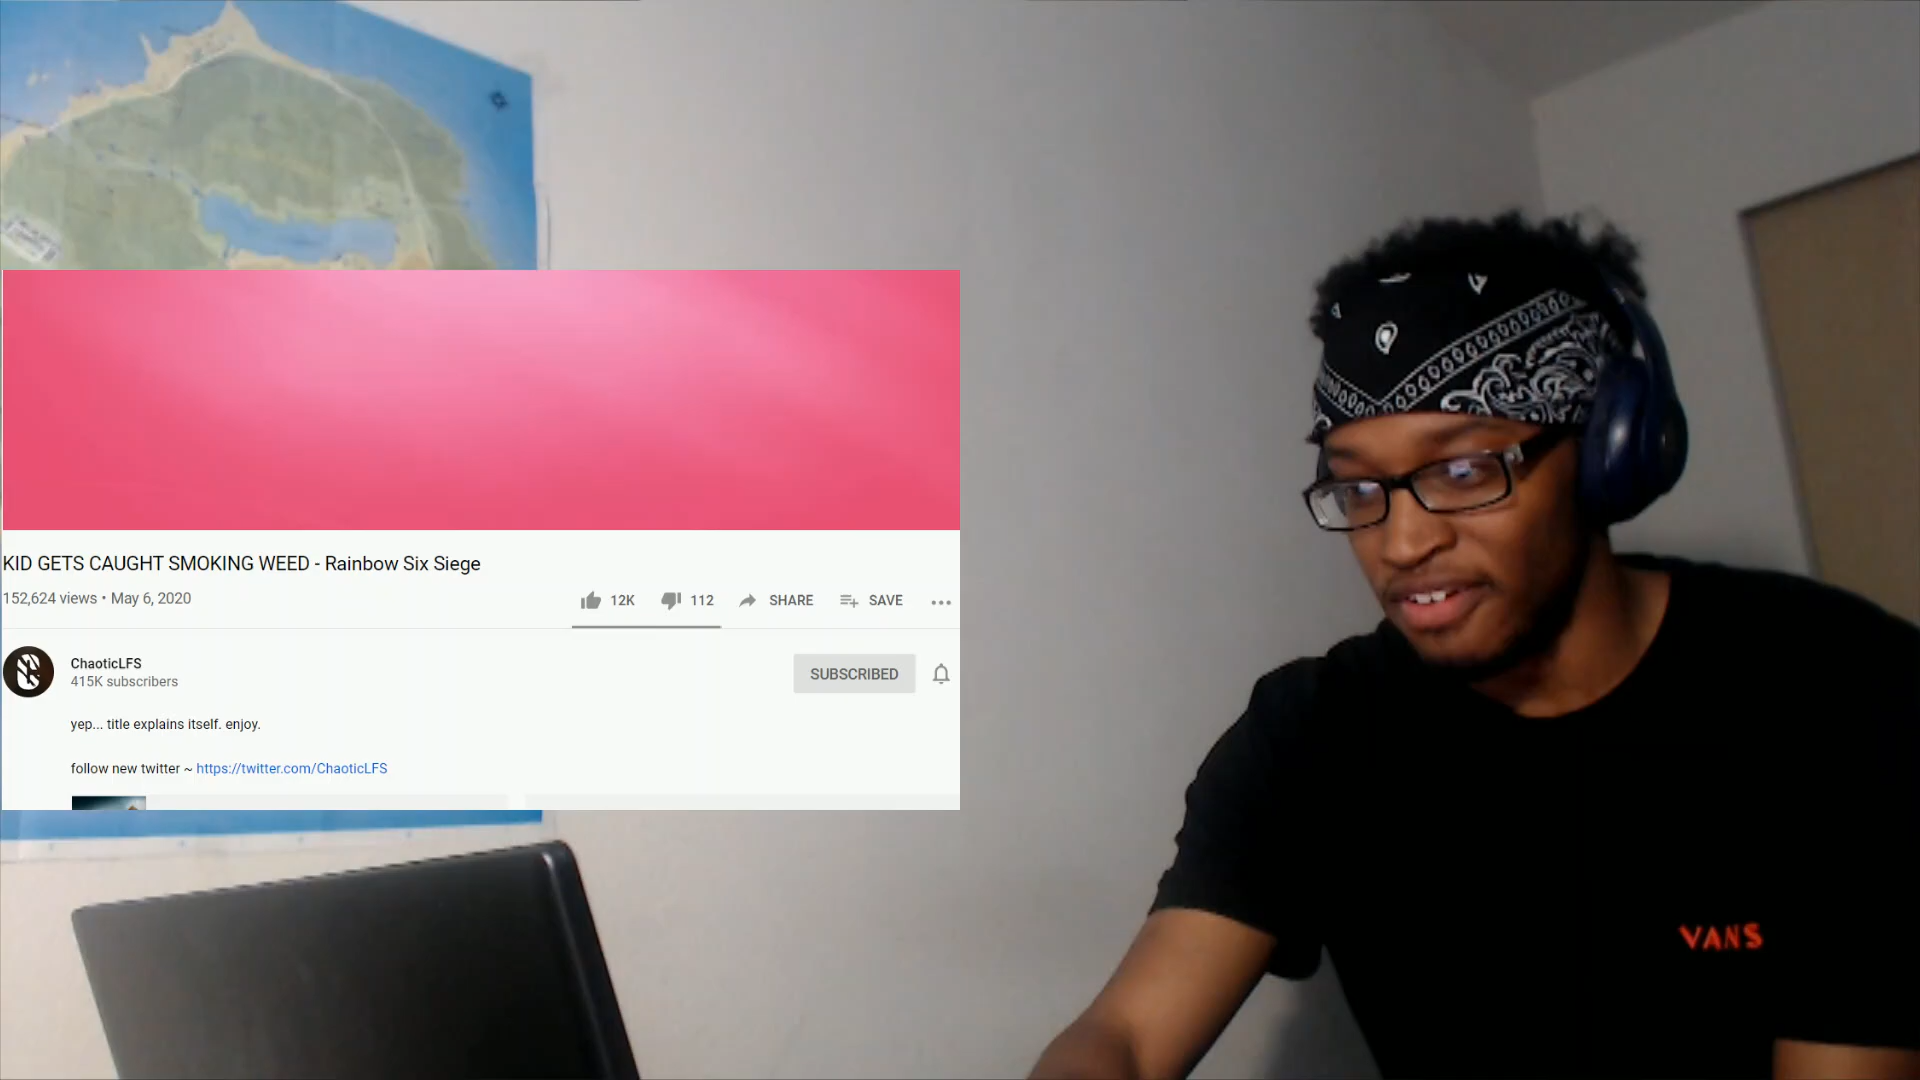 KID GETS CAUGHT SMOKING WEED - Rainbow Six Siege
152,624 views • May 6, 2020
12K
112
SHARE
SAVE
ChaoticLFS
415K subscribers
SUBSCRIBED
yep... title explains itself. enjoy.
follow new twitter ~ https://twitter.com/ChaoticLFS
VANS